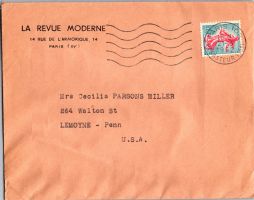 LA REVUE MODERNE
14 RUE DE L'ARMORIQUE, 14
PARIS (XV)
Mrs Cecilia PARSONS MILLER
264 Walton St
LEMOYNE - Penn
U.S.A.